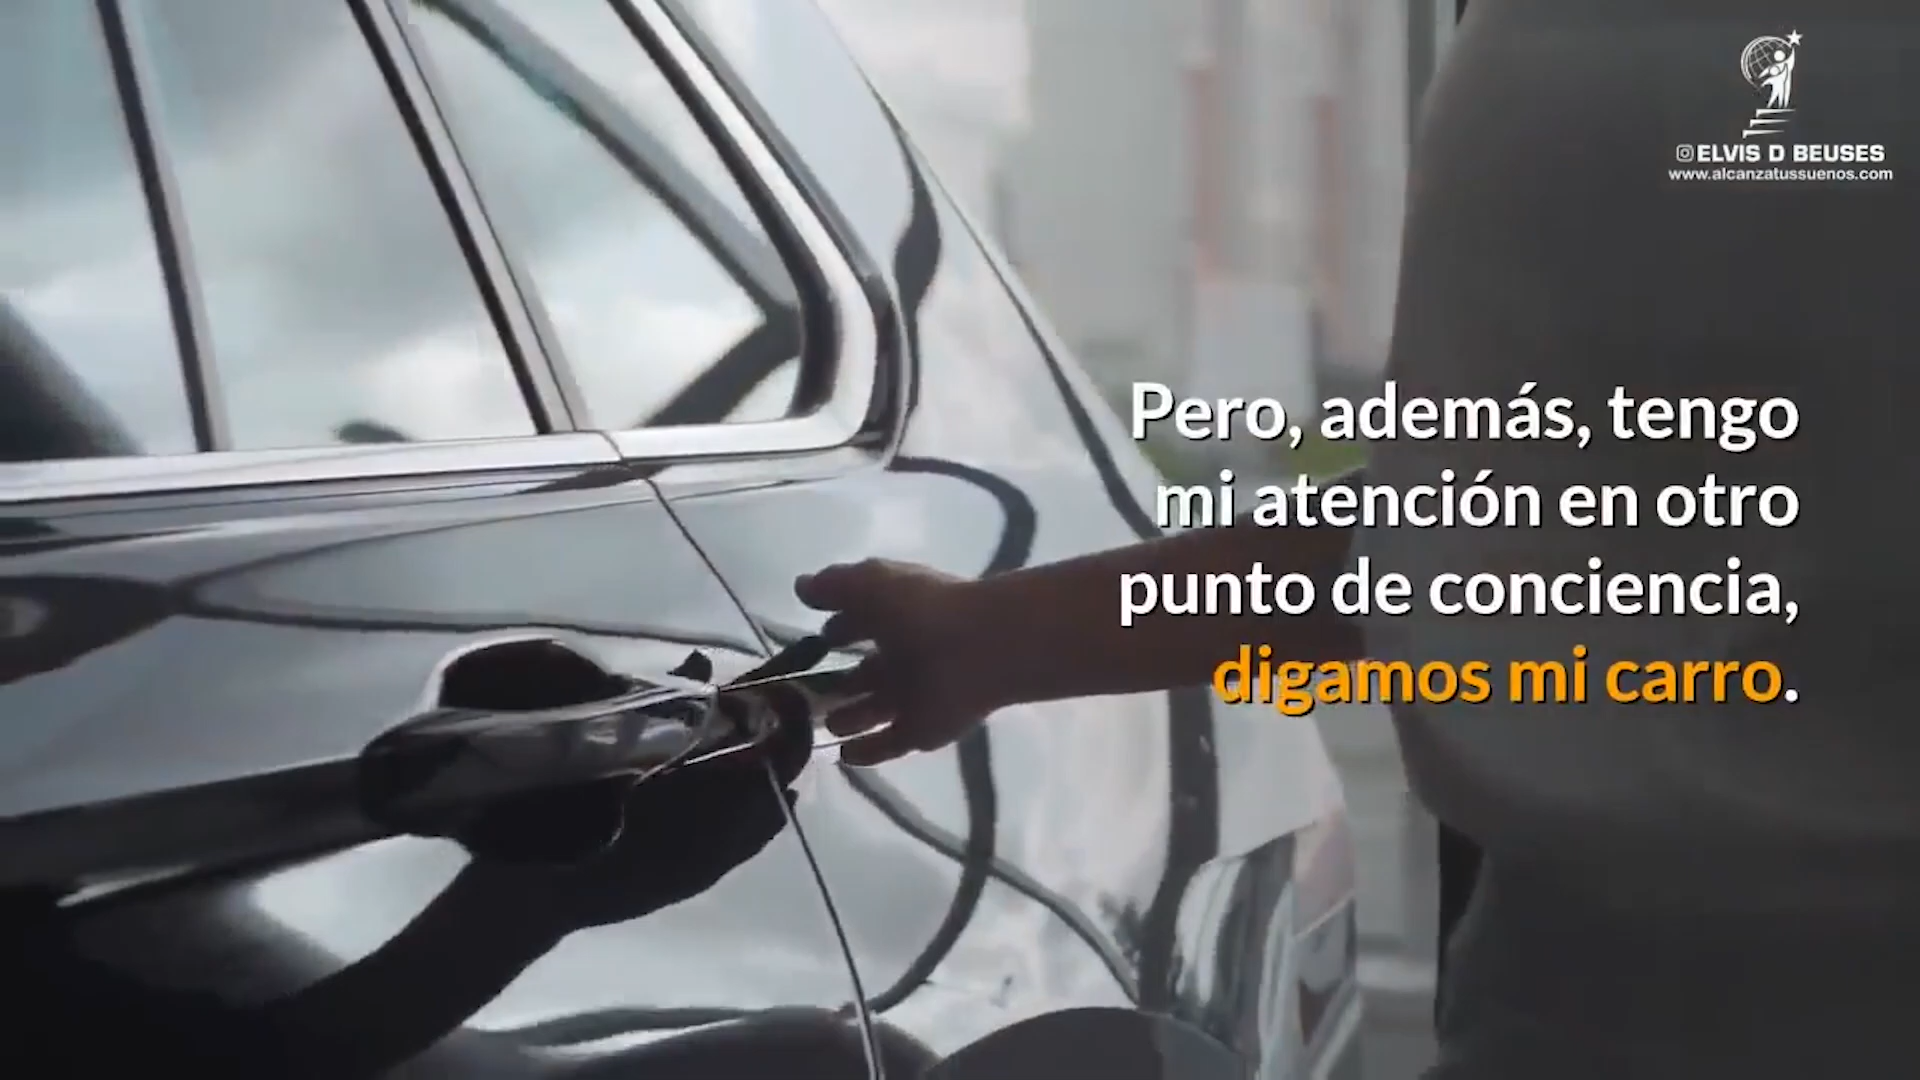 ELVIS D BEUSES
www.alcanzatussuenos.com
Pero, además, tengo
mi atención en otro
punto de conciencia,
digamos mi carro.